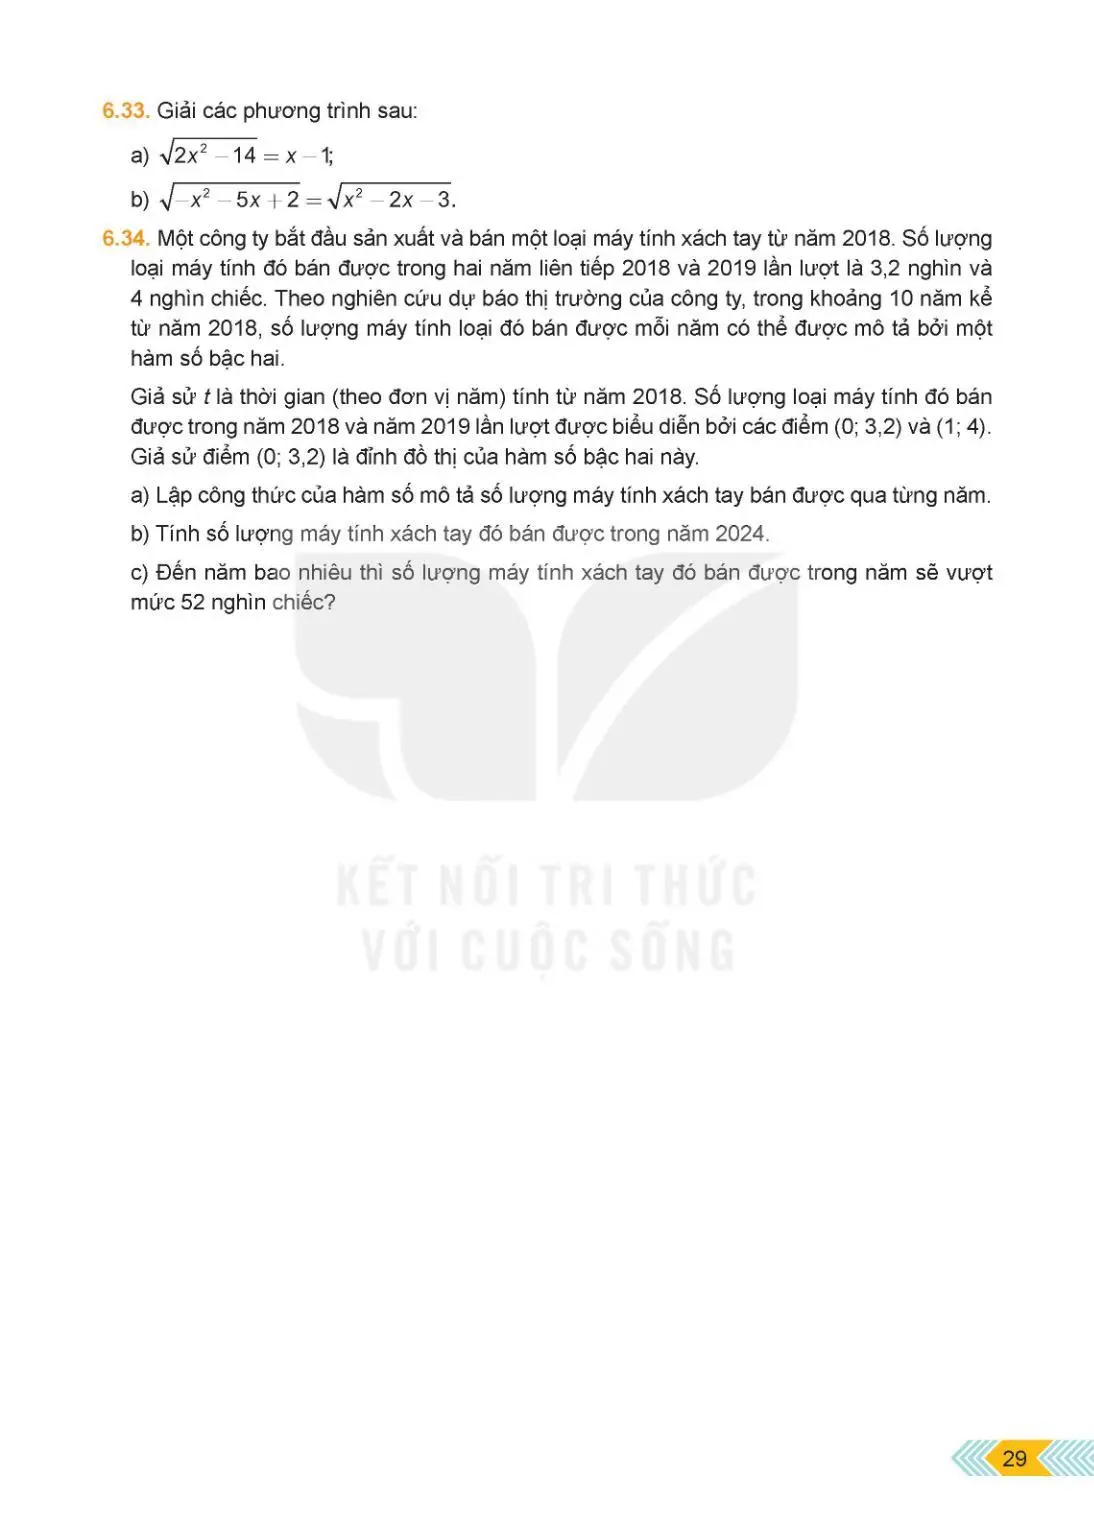 6.33. Giải các phương trình sau:
a) √(2x² − 14) = x − 1;
b) √(−x² − 5x + 2) = √(x² − 2x − 3).
6.34. Một công ty bắt đầu sản xuất và bán một loại máy tính xách tay từ năm 2018. Số lượng
loại máy tính đó bán được trong hai năm liên tiếp 2018 và 2019 lần lượt là 3,2 nghìn và
4 nghìn chiếc. Theo nghiên cứu dự báo thị trường của công ty, trong khoảng 10 năm kể
từ năm 2018, số lượng máy tính loại đó bán được mỗi năm có thể được mô tả bởi một
hàm số bậc hai.
Giả sử t là thời gian (theo đơn vị năm) tính từ năm 2018. Số lượng loại máy tính đó bán
được trong năm 2018 và năm 2019 lần lượt được biểu diễn bởi các điểm (0; 3,2) và (1; 4).
Giả sử điểm (0; 3,2) là đỉnh đồ thị của hàm số bậc hai này.
a) Lập công thức của hàm số mô tả số lượng máy tính xách tay bán được qua từng năm.
b) Tính số lượng máy tính xách tay đó bán được trong năm 2024.
c) Đến năm bao nhiêu thì số lượng máy tính xách tay đó bán được trong năm sẽ vượt
mức 52 nghìn chiếc?
KẾT NỐI TRI THỨC
VỚI CUỘC SỐNG
29